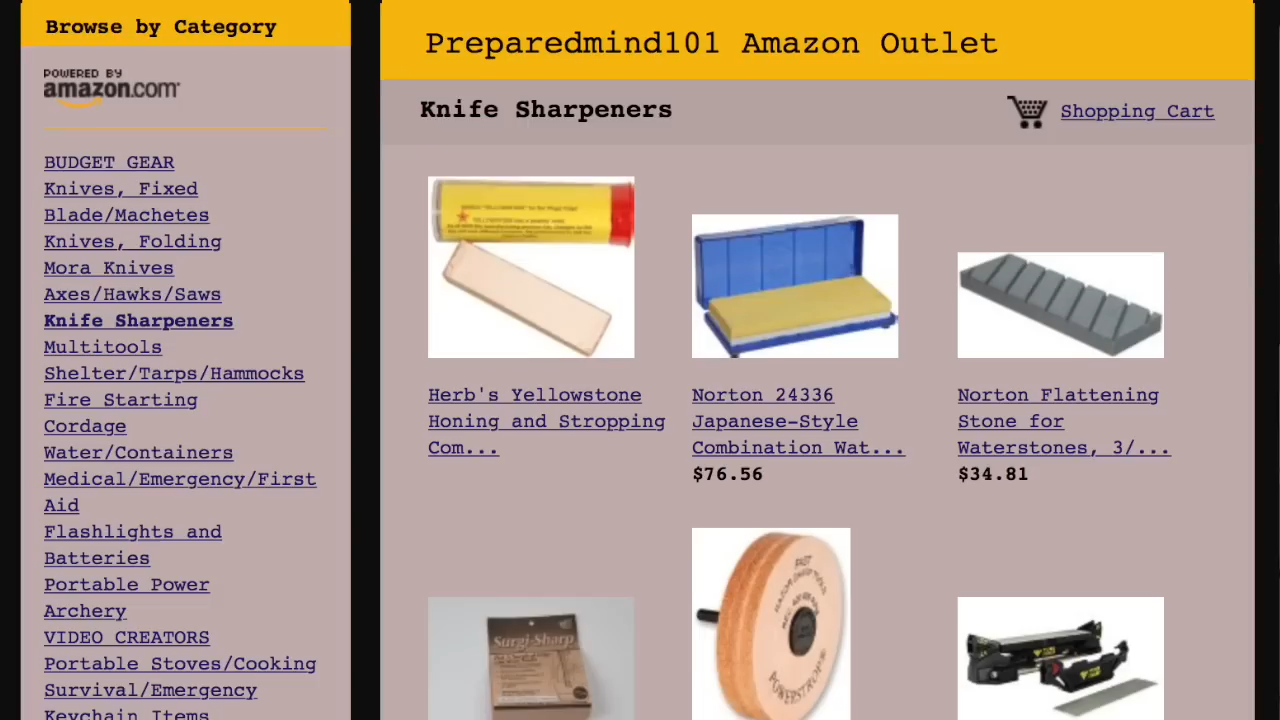 Browse by Category
POWERED BY
amazon.com
BUDGET GEAR
Knives, Fixed
Blade/Machetes
Knives, Folding
Mora Knives
Axes/Hawks/Saws
Knife Sharpeners
Multitools
Shelter/Tarps/Hammocks
Fire Starting
Cordage
Water/Containers
Medical/Emergency/First
Aid
Flashlights and
Batteries
Portable Power
Archery
VIDEO CREATORS
Portable Stoves/Cooking
Survival/Emergency
Keychain Items
Preparedmind101 Amazon Outlet
Knife Sharpeners
Shopping Cart
Herb's Yellowstone
Honing and Stropping
Com...
Norton 24336
Japanese-Style
Combination Wat...
$76.56
Norton Flattening
Stone for
Waterstones, 3/...
$34.81
Surgi-Sharp
POWERSTROP